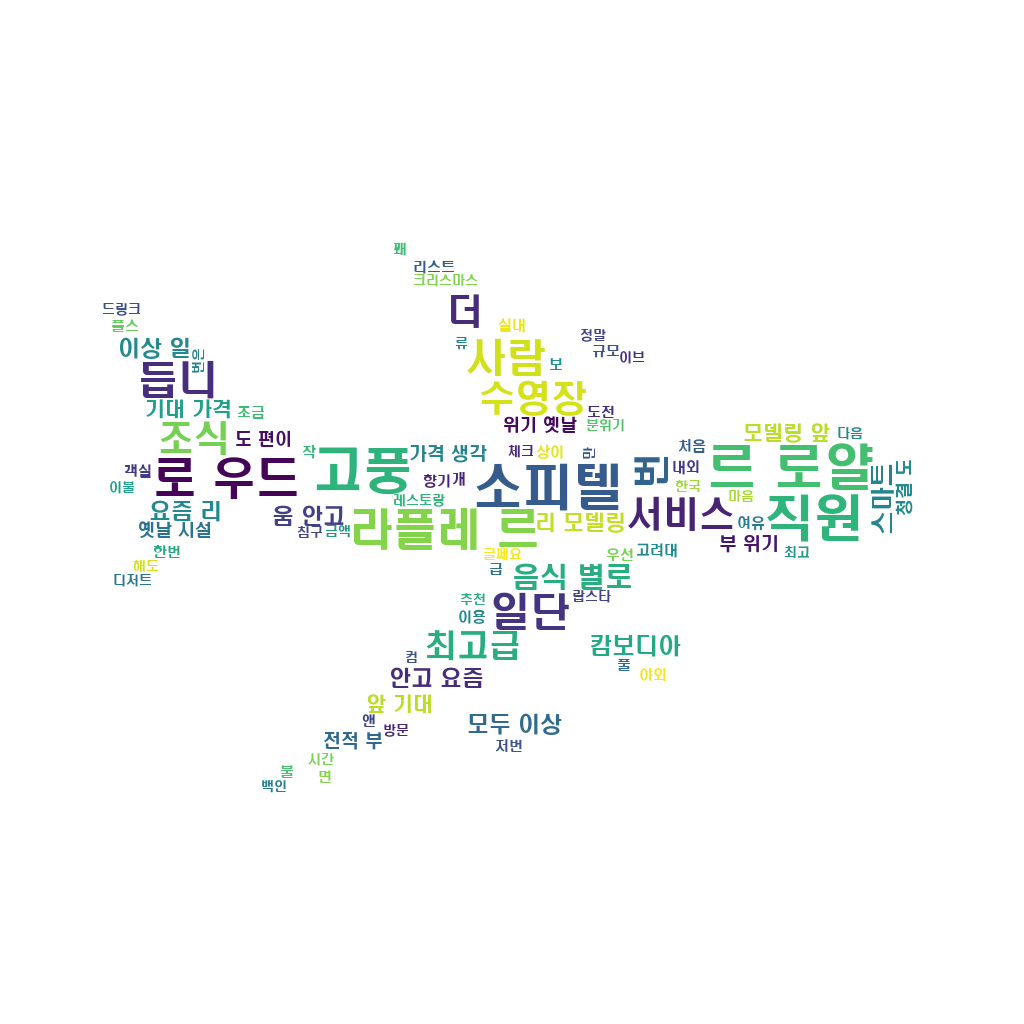 꽤
리스트
크리스마스
드링크
더
플스
실내
정말
류
이상 일
번은
사람
보
규모
이브
듭니
수영장
기대 가격
조금
도전
조식
도 편이
위기 옛날
분위기
모델링 앞
다음
작
가격 생각
체크
상이
만
처음
르 로얄
객실
로 우드
고풍
향기
개
소피텔
번
내외
스마트
청결 도
이불
요즘 리
레스토랑
한국
마음
직원
옛날 시설
움 안고
침구
금액
라플레 르
리 모델링
서비스
여유
한번
글쎄요
우선
고려대
부 위기
최고
해도
디저트
급
음식 별로
추천
일단
랍스타
이용
최고급
캄보디아
컴
풀
야외
안고 요즘
앞 기대
앤
방문
모두 이상
전적 부
저번
시간
불
면
백인